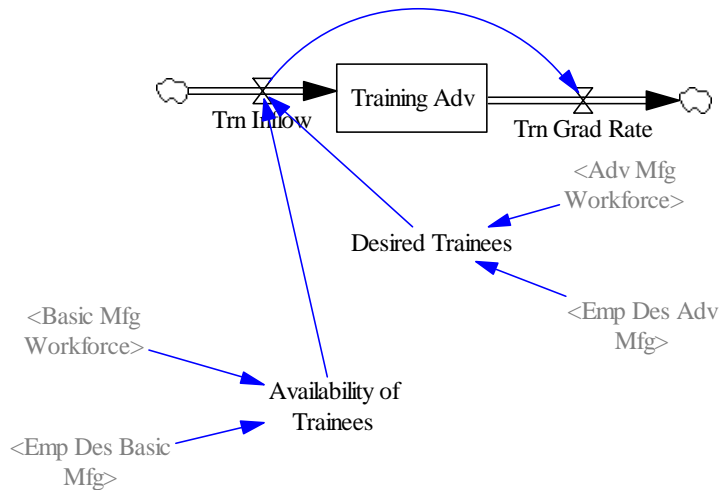 Training Adv
Trn Inflow
Trn Grad Rate
<Adv Mfg
Workforce>
Desired Trainees
<Emp Des Adv
Mfg>
<Basic Mfg
Workforce>
Availability of
Trainees
<Emp Des Basic
Mfg>